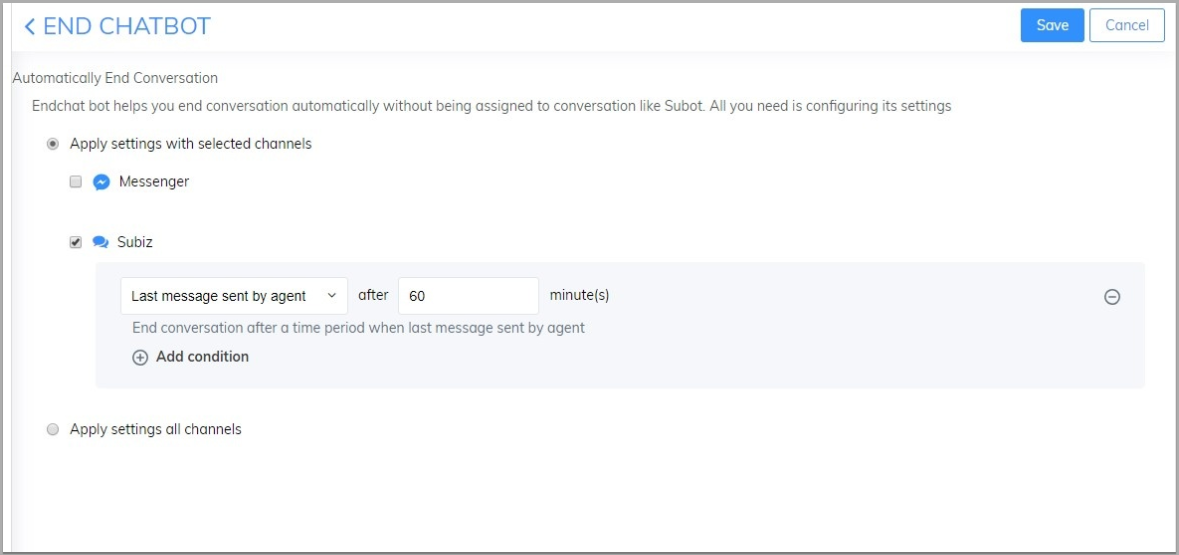 END CHATBOT
Save
Cancel
Automatically End Conversation
Endchat bot helps you end conversation automatically without being assigned to conversation like Subot. All you need is configuring its settings
Apply settings with selected channels
Messenger
Subiz
Last message sent by agent after 60 minute(s)
End conversation after a time period when last message sent by agent
Add condition
Apply settings all channels